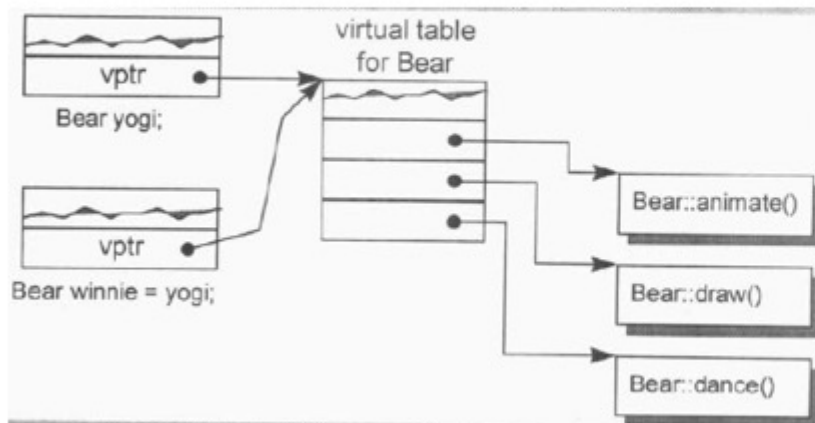 virtual table
for Bear
vptr
Bear yogi;
vptr
Bear winnie = yogi;
Bear::animate()
Bear::draw()
Bear::dance()